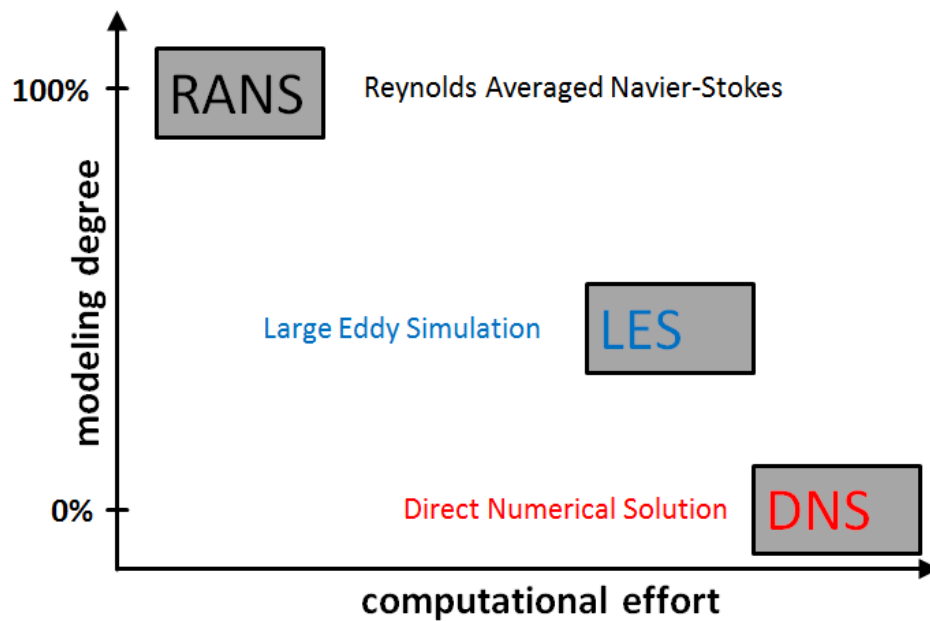 100%
RANS
Reynolds Averaged Navier-Stokes
modeling degree
Large Eddy Simulation
LES
0%
Direct Numerical Solution
DNS
computational effort